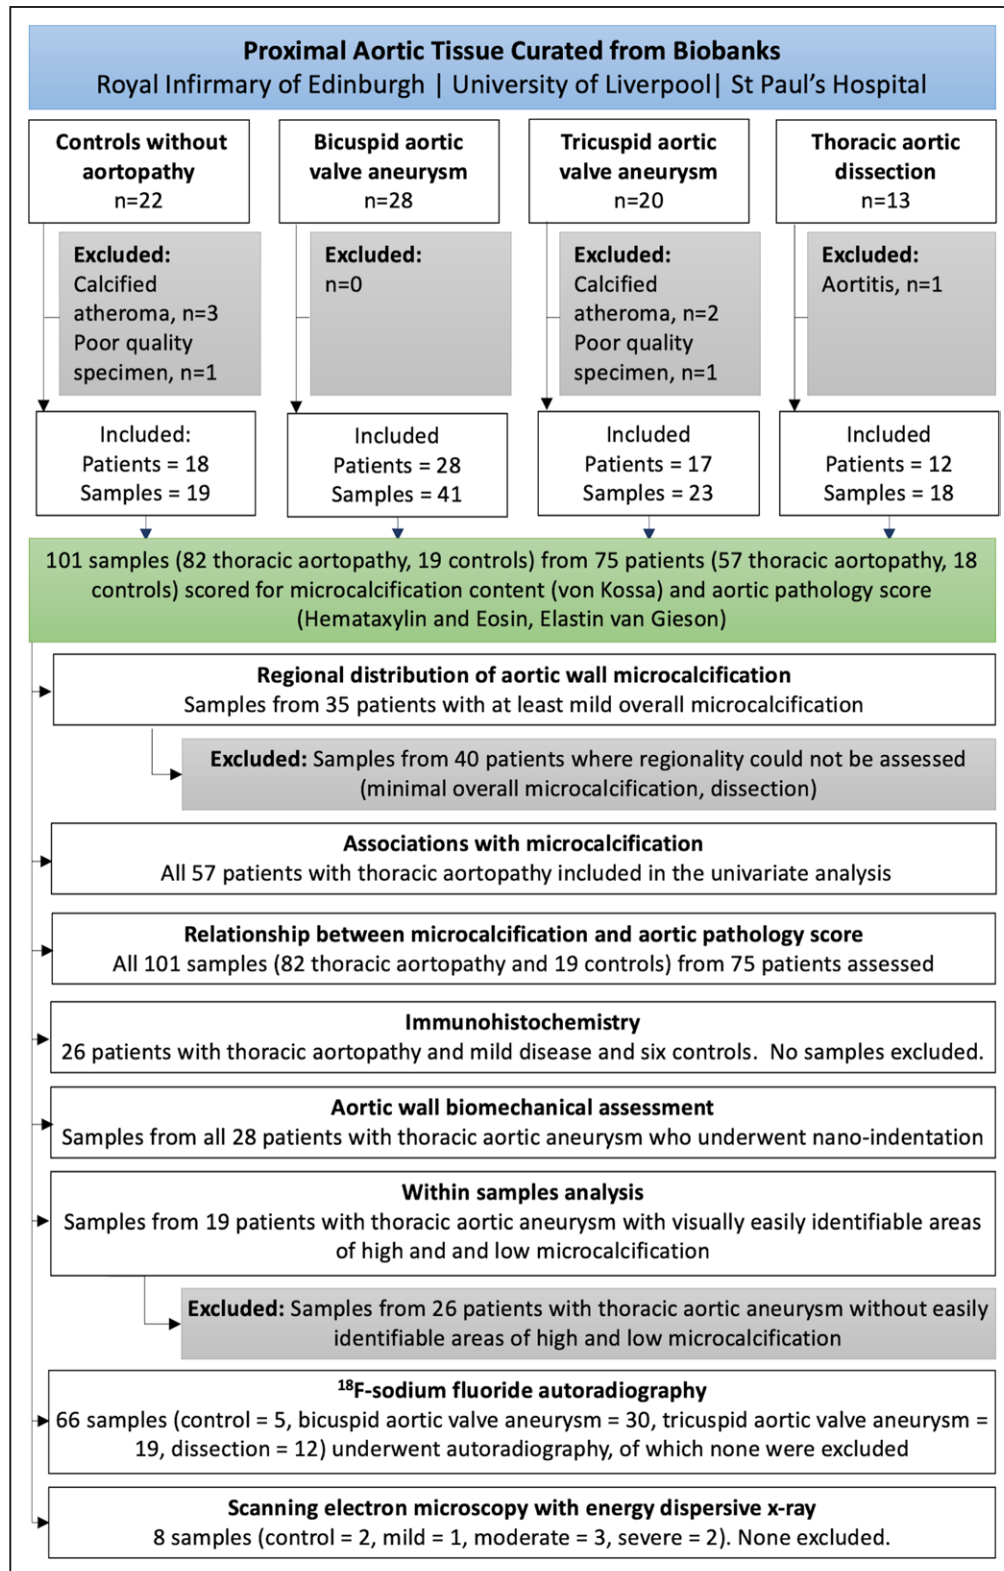 Proximal Aortic Tissue Curated from Biobanks
Royal Infirmary of Edinburgh | University of Liverpool| St Paul's Hospital
Controls without
aortopathy
n=22
Bicuspid aortic
valve aneurysm
n=28
Tricuspid aortic
valve aneurysm
n=20
Thoracic aortic
dissection
n=13
Excluded:
Calcified
atheroma, n=3
Poor quality
specimen, n=1
Excluded:
n=0
Excluded:
Calcified
atheroma, n=2
Poor quality
specimen, n=1
Excluded:
Aortitis, n=1
Included:
Patients = 18
Samples = 19
Included
Patients = 28
Samples = 41
Included
Patients = 17
Samples = 23
Included
Patients = 12
Samples = 18
101 samples (82 thoracic aortopathy, 19 controls) from 75 patients (57 thoracic aortopathy, 18
controls) scored for microcalcification content (von Kossa) and aortic pathology score
(Hemataxylin and Eosin, Elastin van Gieson)
Regional distribution of aortic wall microcalcification
Samples from 35 patients with at least mild overall microcalcification
Excluded: Samples from 40 patients where regionality could not be assessed
(minimal overall microcalcification, dissection)
Associations with microcalcification
All 57 patients with thoracic aortopathy included in the univariate analysis
Relationship between microcalcification and aortic pathology score
All 101 samples (82 thoracic aortopathy and 19 controls) from 75 patients assessed
Immunohistochemistry
26 patients with thoracic aortopathy and mild disease and six controls.  No samples excluded.
Aortic wall biomechanical assessment
Samples from all 28 patients with thoracic aortic aneurysm who underwent nano-indentation
Within samples analysis
Samples from 19 patients with thoracic aortic aneurysm with visually easily identifiable areas
of high and and low microcalcification
Excluded: Samples from 26 patients with thoracic aortic aneurysm without easily
identifiable areas of high and low microcalcification
¹⁸F-sodium fluoride autoradiography
66 samples (control = 5, bicuspid aortic valve aneurysm = 30, tricuspid aortic valve aneurysm =
19, dissection = 12) underwent autoradiography, of which none were excluded
Scanning electron microscopy with energy dispersive x-ray
8 samples (control = 2, mild = 1, moderate = 3, severe = 2). None excluded.